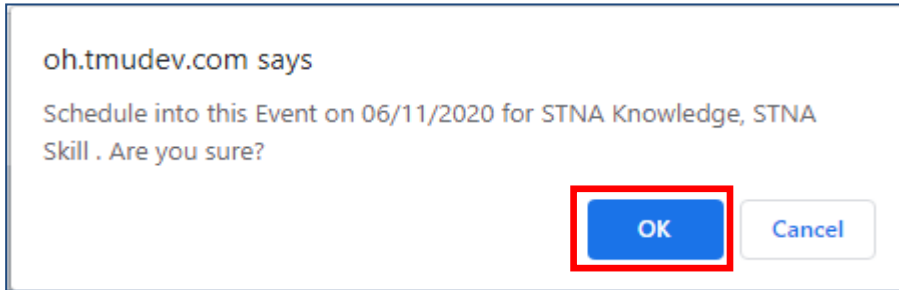 oh.tmudev.com says
Schedule into this Event on 06/11/2020 for STNA Knowledge, STNA
Skill . Are you sure?
OK
Cancel